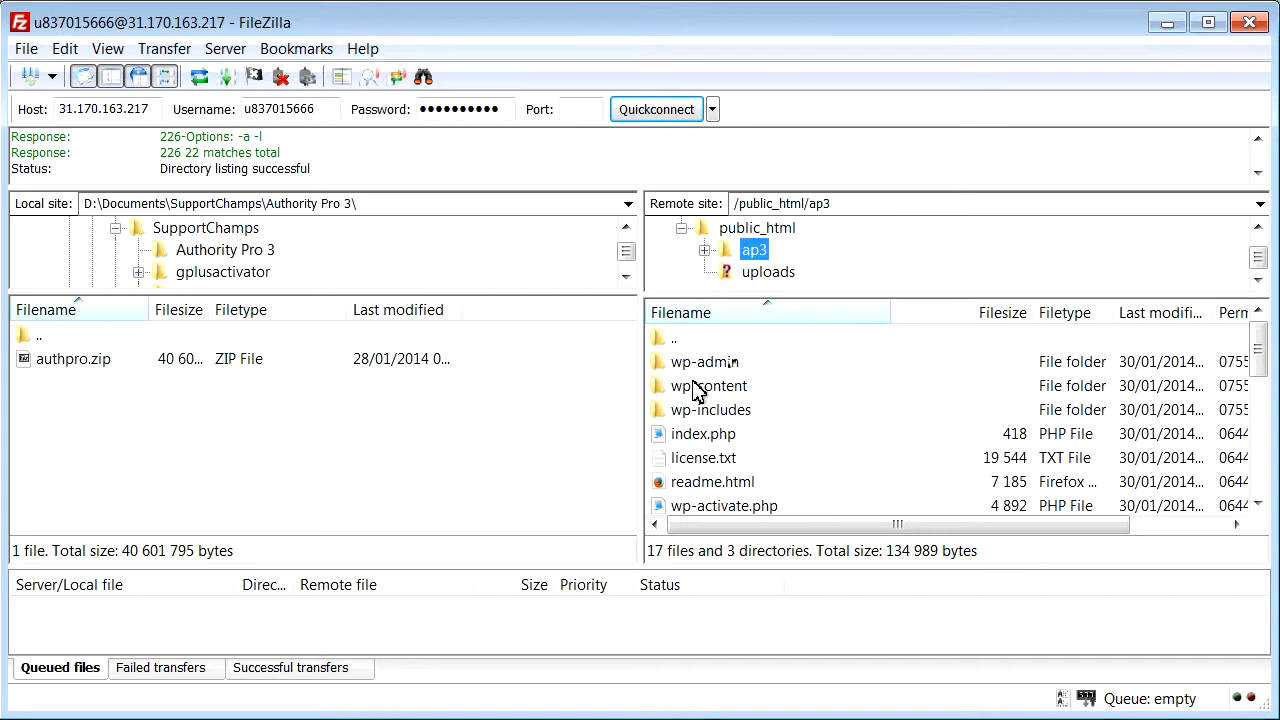 u837015666@31.170.163.217 - FileZilla
File Edit View Transfer Server Bookmarks Help
Host: 31.170.163.217 Username: u837015666 Password: ●●●●●●●●●● Port: Quickconnect
Response: 226-Options: -a -l
Response: 226 22 matches total
Status: Directory listing successful
Local site: D:\Documents\SupportChamps\Authority Pro 3\
SupportChamps
Authority Pro 3
gplusactivator
Filename Filesize Filetype Last modified
..
authpro.zip 40 60... ZIP File 28/01/2014 0...
1 file. Total size: 40 601 795 bytes
Remote site: /public_html/ap3
public_html
ap3
uploads
Filename Filesize Filetype Last modifi... Perm
..
wp-admin File folder 30/01/2014... 0755
wp-content File folder 30/01/2014... 0755
wp-includes File folder 30/01/2014... 0755
index.php 418 PHP File 30/01/2014... 0644
license.txt 19 544 TXT File 30/01/2014... 0644
readme.html 7 185 Firefox ... 30/01/2014... 0644
wp-activate.php 4 892 PHP File 30/01/2014... 0644
17 files and 3 directories. Total size: 134 989 bytes
Server/Local file Direc... Remote file Size Priority Status
Queued files Failed transfers Successful transfers
Queue: empty